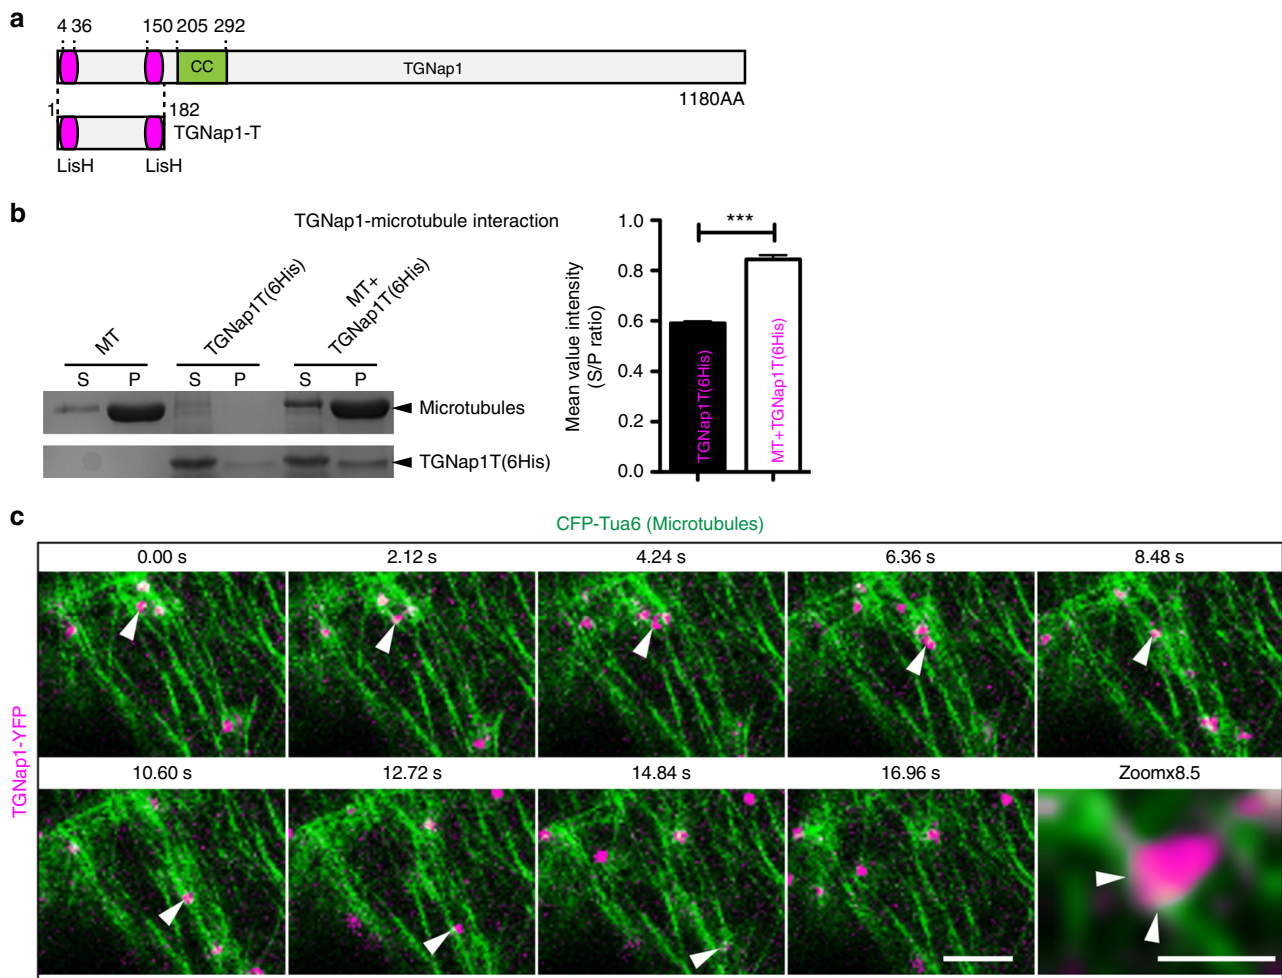 a
4 36 150 205 292
CC
TGNap1
1180AA
1 182
TGNap1-T
LisH LisH
b
TGNap1-microtubule interaction
MT
TGNap1T(6His)
MT+
TGNap1T(6His)
S P S P S P
Microtubules
TGNap1T(6His)
Mean value intensity
(S/P ratio)
1.0
0.8
0.6
0.4
0.2
0.0
***
TGNap1T(6His)
MT+TGNap1T(6His)
c
CFP-Tua6 (Microtubules)
TGNap1-YFP
0.00 s 2.12 s 4.24 s 6.36 s 8.48 s
10.60 s 12.72 s 14.84 s 16.96 s Zoomx8.5